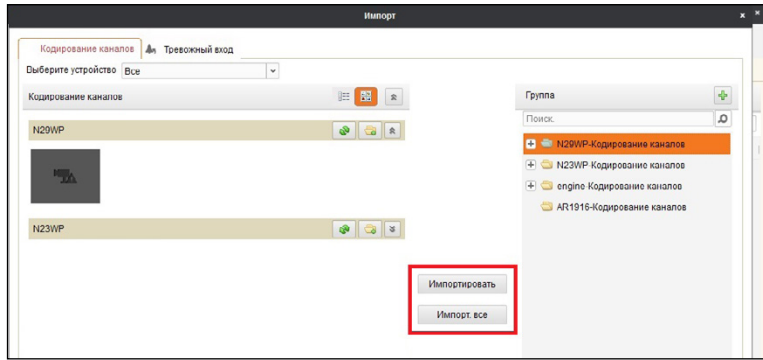 Импорт
Кодирование каналов
Тревожный вход
Выберите устройство Все
Кодирование каналов
Группа
Поиск.
N29WP
N29WP-Кодирование каналов
N23WP-Кодирование каналов
engine-Кодирование каналов
AR1916-Кодирование каналов
N23WP
Импортировать
Импорт. все